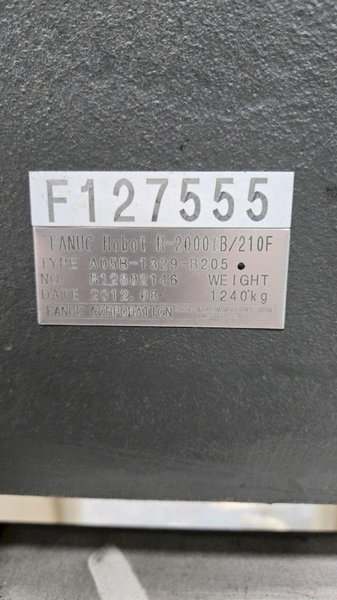 F127555
FANUC Robot R-2000iB/210F
TYPE A05B-1329-B205
NO. R12802146 WEIGHT
DATE 2012.08 1240kg
FANUC CORPORATION